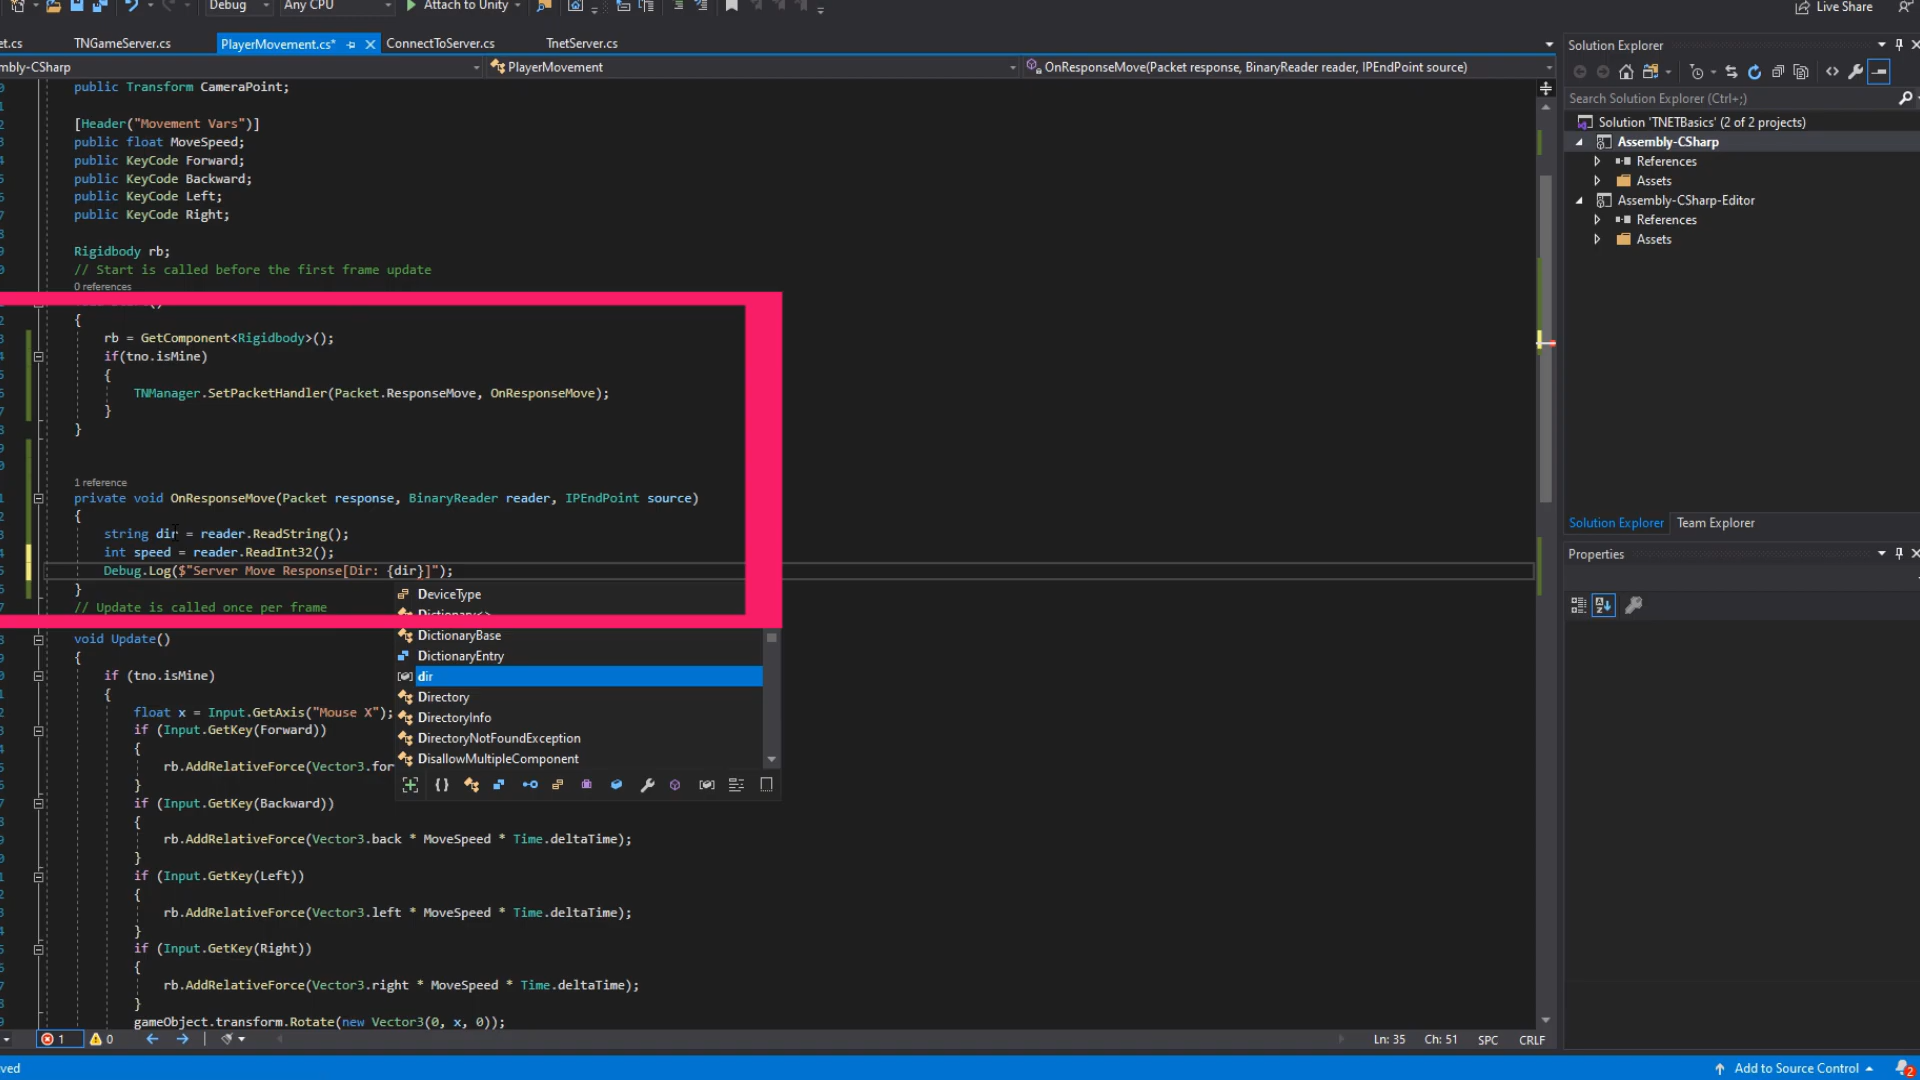 Debug
Any CPU
Attach to Unity
Live Share
et.cs
TNGameServer.cs
PlayerMovement.cs*
ConnectToServer.cs
TnetServer.cs
mbly-CSharp
PlayerMovement
OnResponseMove(Packet response, BinaryReader reader, IPEndPoint source)
public Transform CameraPoint;
[Header("Movement Vars")]
public float MoveSpeed;
public KeyCode Forward;
public KeyCode Backward;
public KeyCode Left;
public KeyCode Right;
Rigidbody rb;
// Start is called before the first frame update
0 references
{
rb = GetComponent<Rigidbody>();
if(tno.isMine)
{
TNManager.SetPacketHandler(Packet.ResponseMove, OnResponseMove);
}
}
1 reference
private void OnResponseMove(Packet response, BinaryReader reader, IPEndPoint source)
{
string dir = reader.ReadString();
int speed = reader.ReadInt32();
Debug.Log($"Server Move Response[Dir: {dir}]");
}
// Update is called once per frame
void Update()
{
if (tno.isMine)
{
float x = Input.GetAxis("Mouse X");
if (Input.GetKey(Forward))
{
rb.AddRelativeForce(Vector3.for
}
if (Input.GetKey(Backward))
{
rb.AddRelativeForce(Vector3.back * MoveSpeed * Time.deltaTime);
}
if (Input.GetKey(Left))
{
rb.AddRelativeForce(Vector3.left * MoveSpeed * Time.deltaTime);
}
if (Input.GetKey(Right))
{
rb.AddRelativeForce(Vector3.right * MoveSpeed * Time.deltaTime);
}
gameObject.transform.Rotate(new Vector3(0, x, 0));
DeviceType
DictionaryBase
DictionaryEntry
dir
Directory
DirectoryInfo
DirectoryNotFoundException
DisallowMultipleComponent
1
0
Ln: 35
Ch: 51
SPC
CRLF
Solution Explorer
Search Solution Explorer (Ctrl+;)
Solution 'TNETBasics' (2 of 2 projects)
Assembly-CSharp
References
Assets
Assembly-CSharp-Editor
References
Assets
Solution Explorer
Team Explorer
Properties
ved
Add to Source Control
2